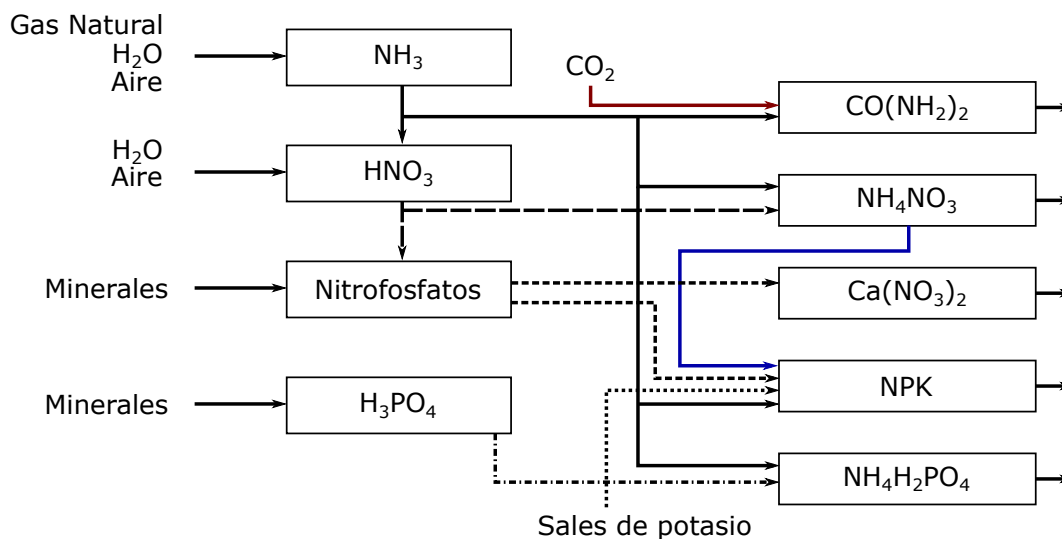 Gas Natural
H₂O
Aire
NH₃
CO₂
CO(NH₂)₂
H₂O
Aire
HNO₃
NH₄NO₃
Minerales
Nitrofosfatos
Ca(NO₃)₂
Minerales
H₃PO₄
NPK
NH₄H₂PO₄
Sales de potasio